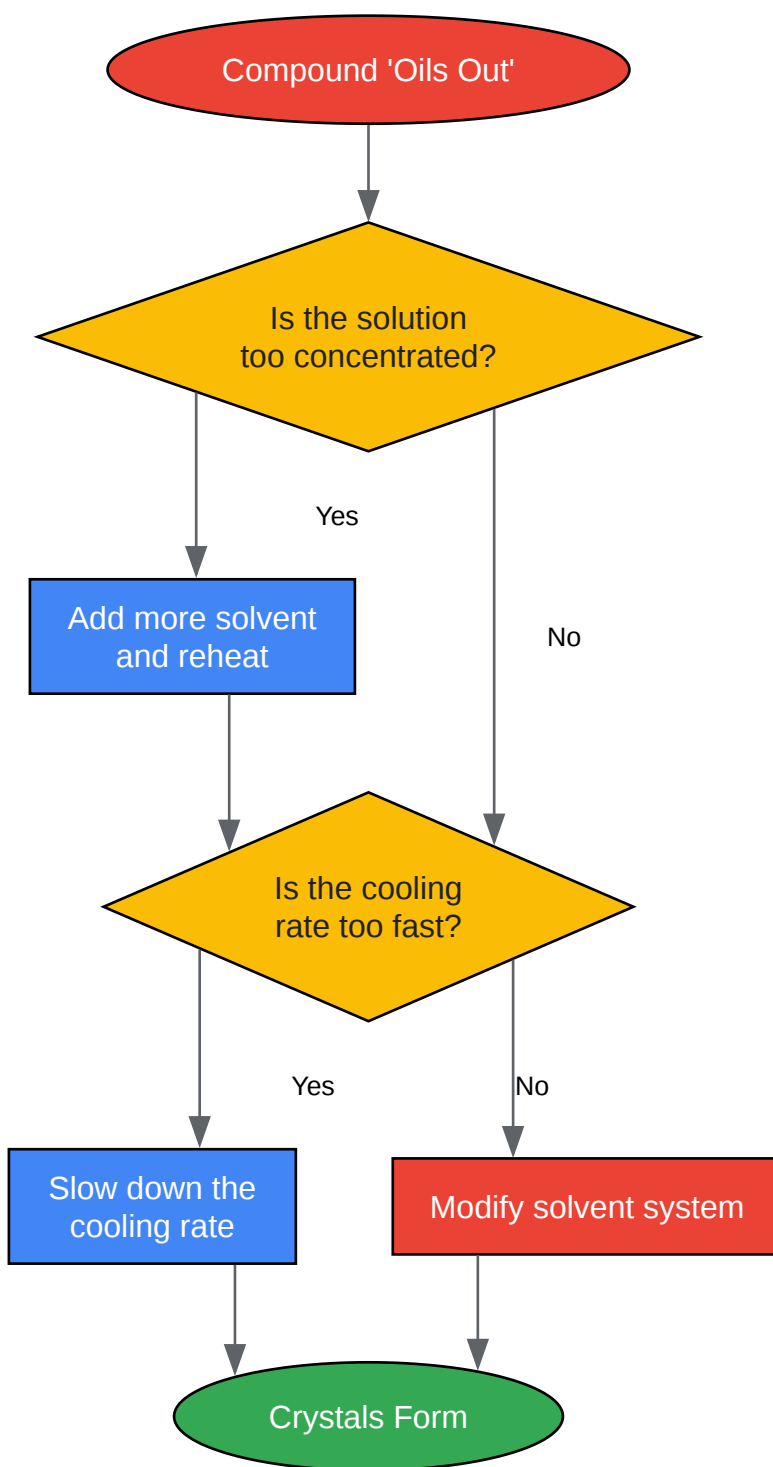 Compound 'Oils Out'
Is the solution
too concentrated?
Yes
Add more solvent
and reheat
No
Is the cooling
rate too fast?
Yes
No
Slow down the
cooling rate
Modify solvent system
Crystals Form